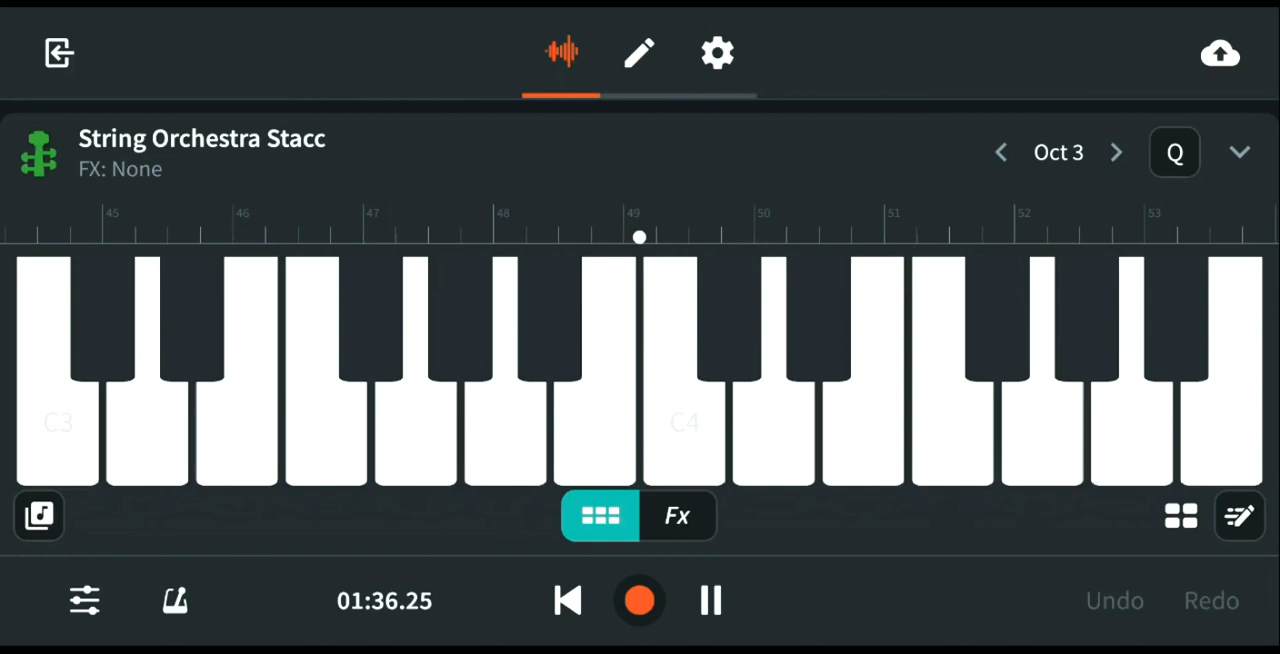 String Orchestra Stacc
FX: None
Oct 3
Q
45 46 47 48 49 50 51 52 53
C3 C4
Fx
01:36.25
Undo Redo